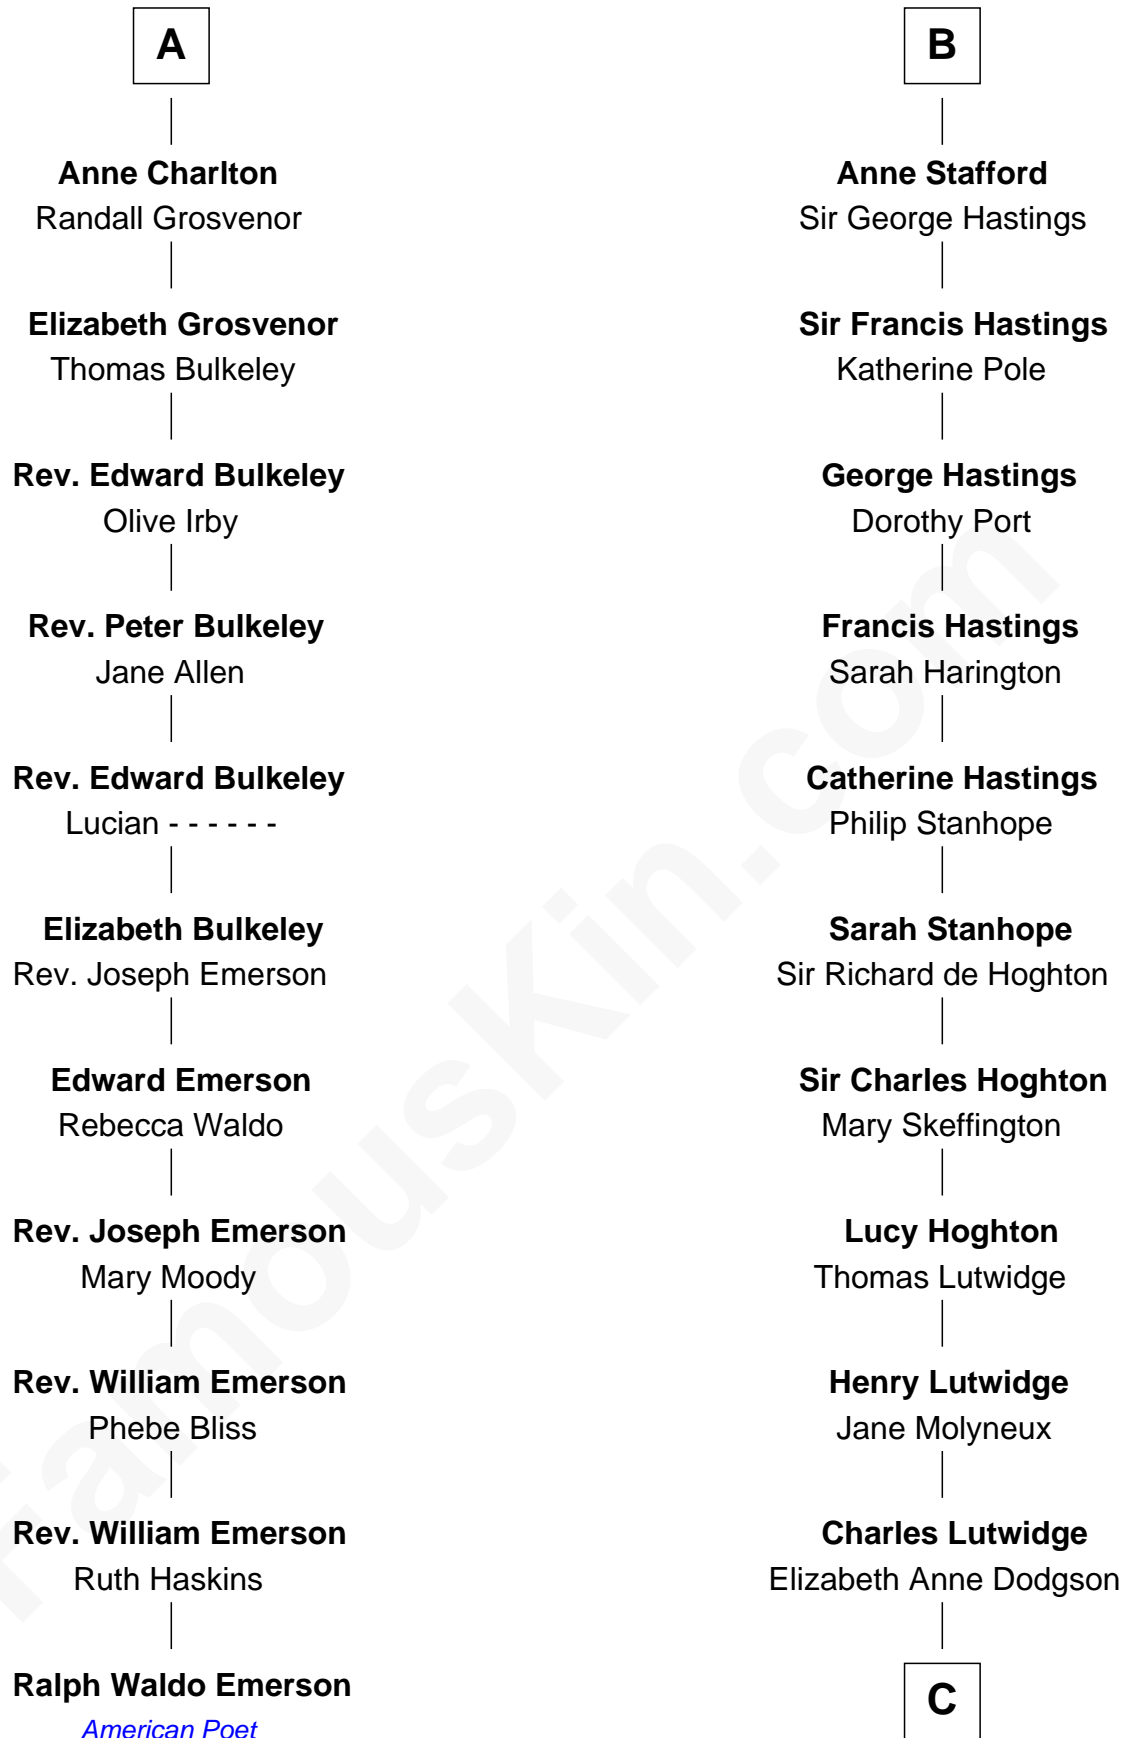 A
Anne Charlton
Randall Grosvenor
Elizabeth Grosvenor
Thomas Bulkeley
Rev. Edward Bulkeley
Olive Irby
Rev. Peter Bulkeley
Jane Allen
Rev. Edward Bulkeley
Lucian - - - - - -
Elizabeth Bulkeley
Rev. Joseph Emerson
Edward Emerson
Rebecca Waldo
Rev. Joseph Emerson
Mary Moody
Rev. William Emerson
Phebe Bliss
Rev. William Emerson
Ruth Haskins
Ralph Waldo Emerson
American Poet
B
Anne Stafford
Sir George Hastings
Sir Francis Hastings
Katherine Pole
George Hastings
Dorothy Port
Francis Hastings
Sarah Harington
Catherine Hastings
Philip Stanhope
Sarah Stanhope
Sir Richard de Hoghton
Sir Charles Hoghton
Mary Skeffington
Lucy Hoghton
Thomas Lutwidge
Henry Lutwidge
Jane Molyneux
Charles Lutwidge
Elizabeth Anne Dodgson
C
FamousKin.com